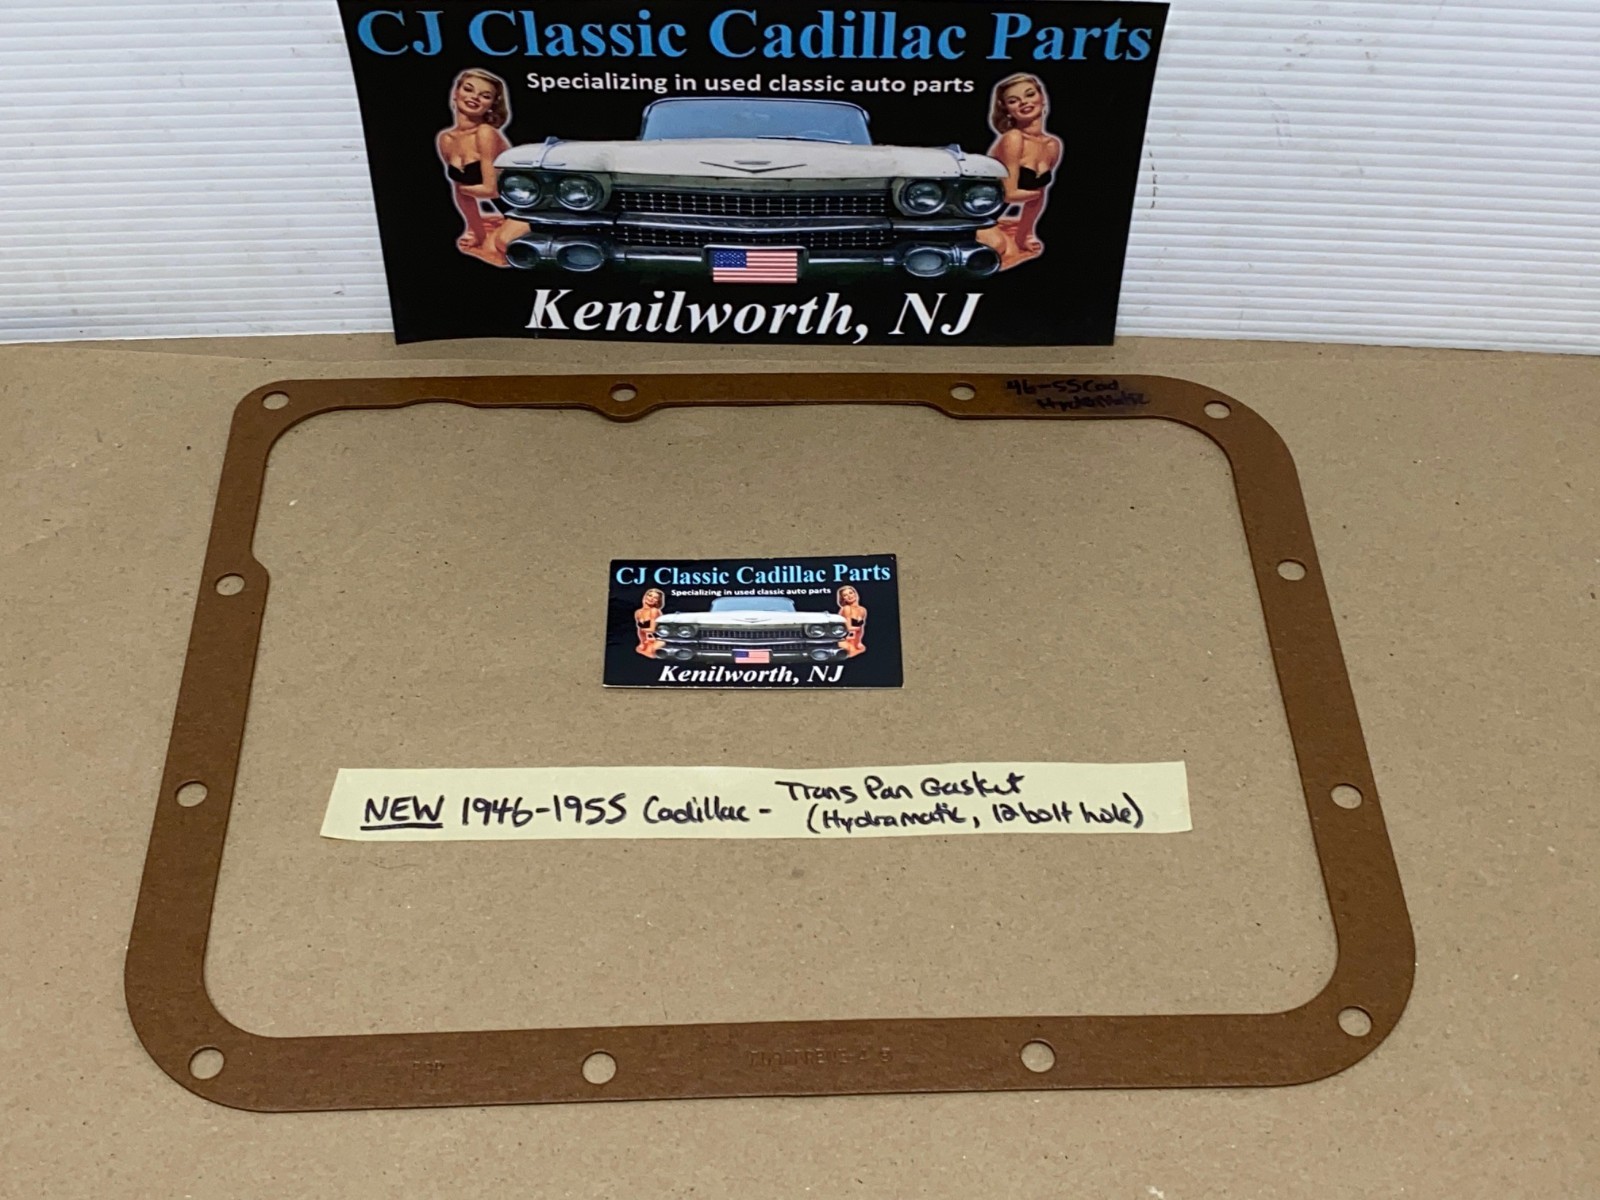 CJ Classic Cadillac Parts
Specializing in used classic auto parts
Kenilworth, NJ
46-55 Cad
HydraMatic
CJ Classic Cadillac Parts
Specializing in used classic auto parts
Kenilworth, NJ
NEW 1946-1955 Cadillac - Trans Pan Gasket
(Hydramatic, 12 bolt hole)